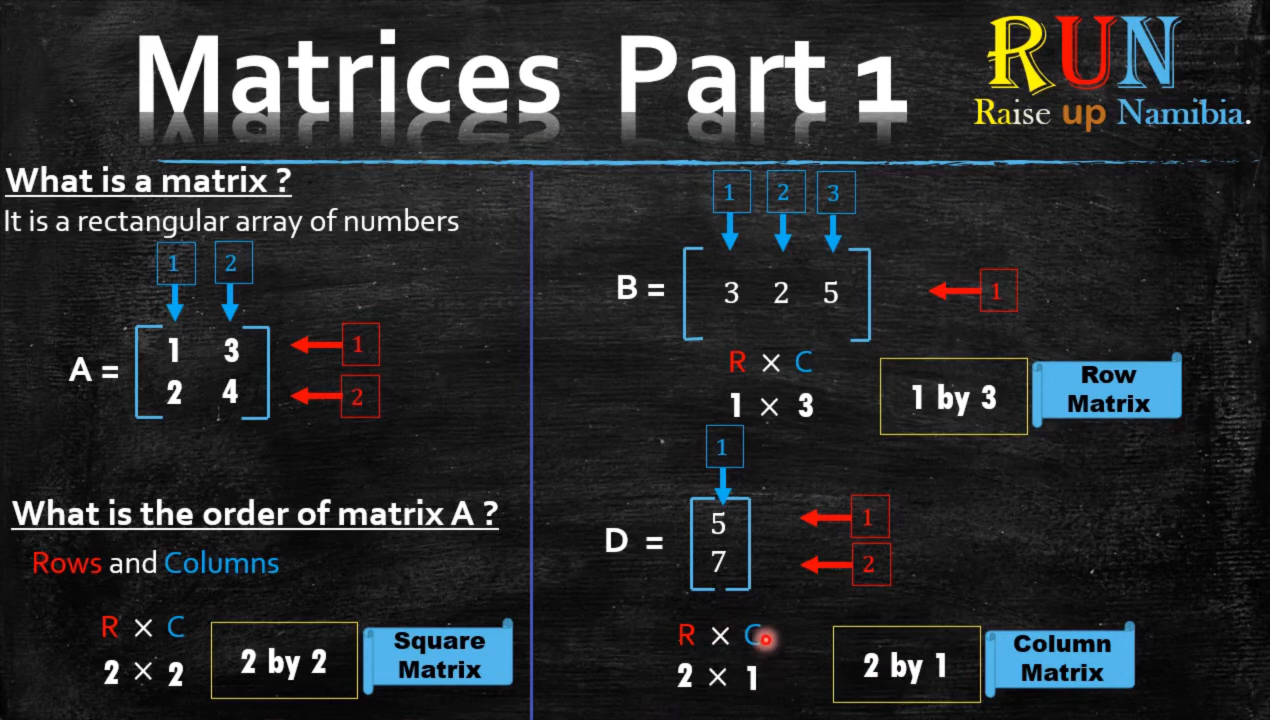 Matrices Part 1
RUN
Raise up Namibia.
What is a matrix ?
It is a rectangular array of numbers
1 2
A =
1 3
2 4
1
2
What is the order of matrix A ?
Rows and Columns
R × C
2 × 2
2 by 2
Square
Matrix
1 2 3
B =
3 2 5
1
R × C
1 × 3
1 by 3
Row
Matrix
1
D =
5
7
1
2
R × C
2 × 1
2 by 1
Column
Matrix